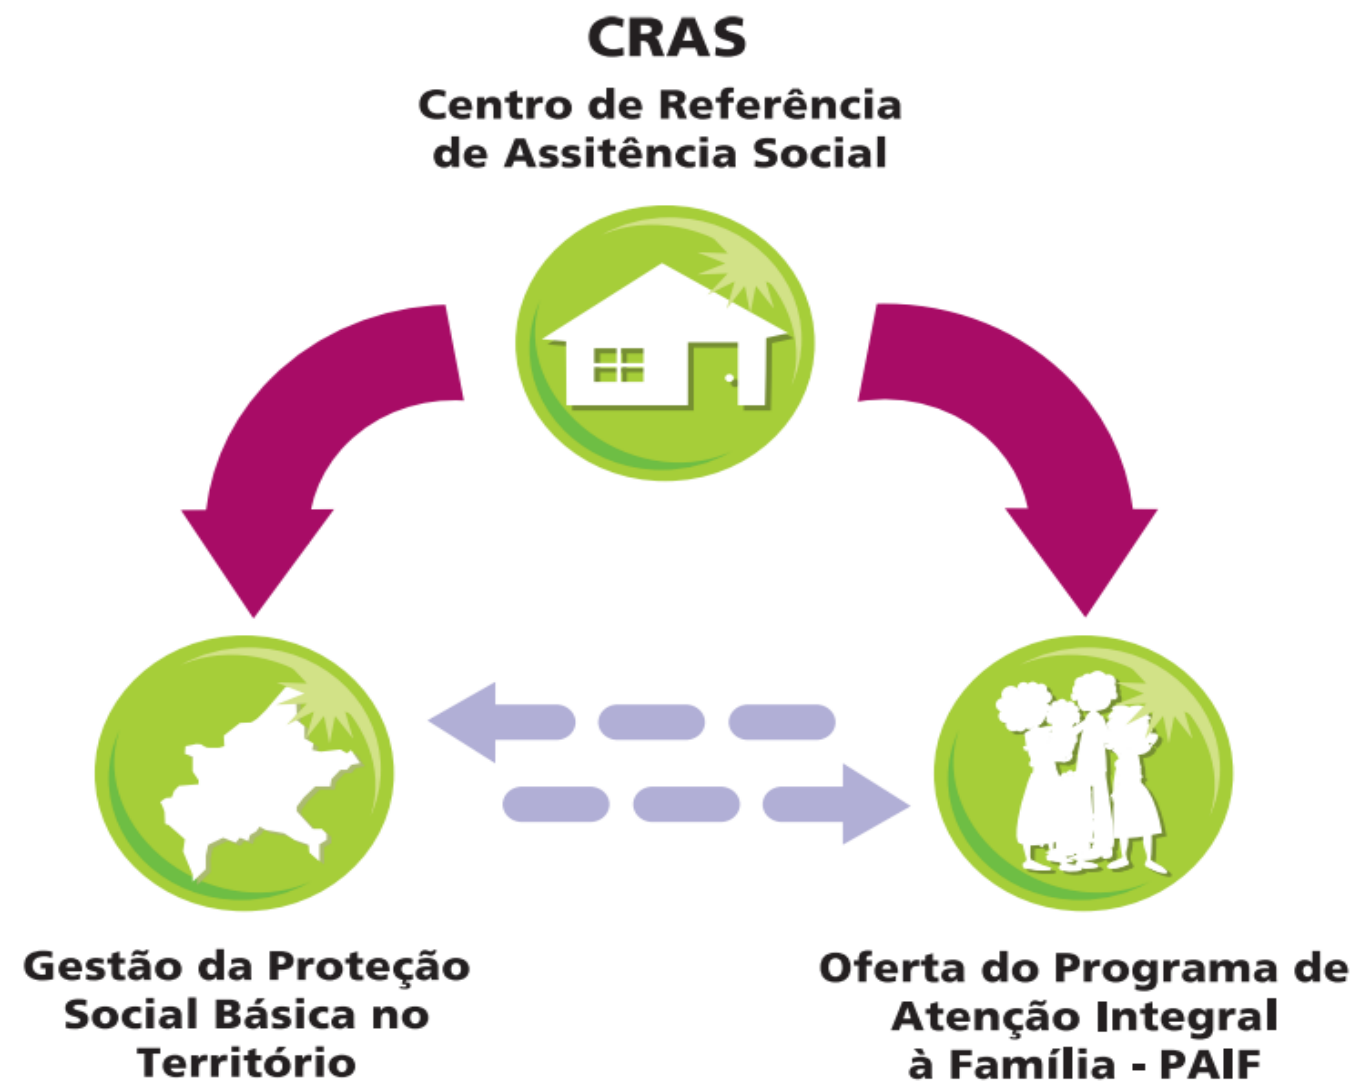 CRAS
Centro de Referência
de Assitência Social
Gestão da Proteção
Social Básica no
Território
Oferta do Programa de
Atenção Integral
à Família - PAIF